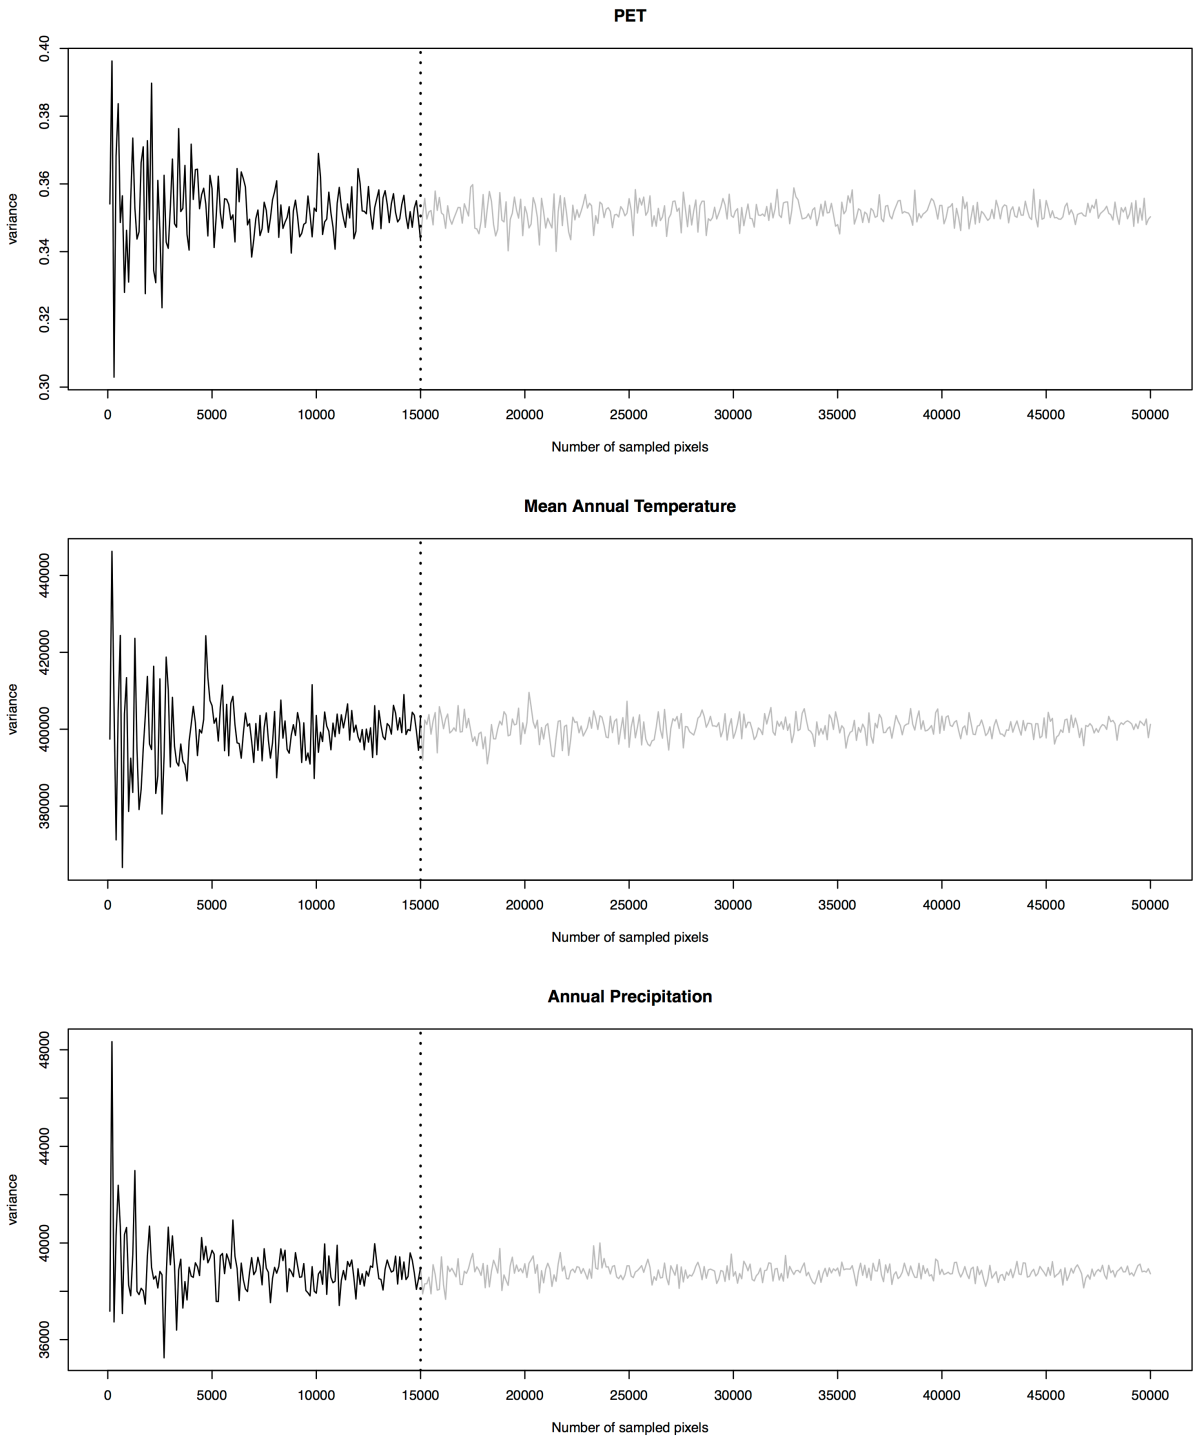 PET
variance
0.40
0.38
0.36
0.34
0.32
0.30
0 5000 10000 15000 20000 25000 30000 35000 40000 45000 50000
Number of sampled pixels
Mean Annual Temperature
variance
440000
420000
400000
380000
0 5000 10000 15000 20000 25000 30000 35000 40000 45000 50000
Number of sampled pixels
Annual Precipitation
variance
48000
44000
40000
36000
0 5000 10000 15000 20000 25000 30000 35000 40000 45000 50000
Number of sampled pixels